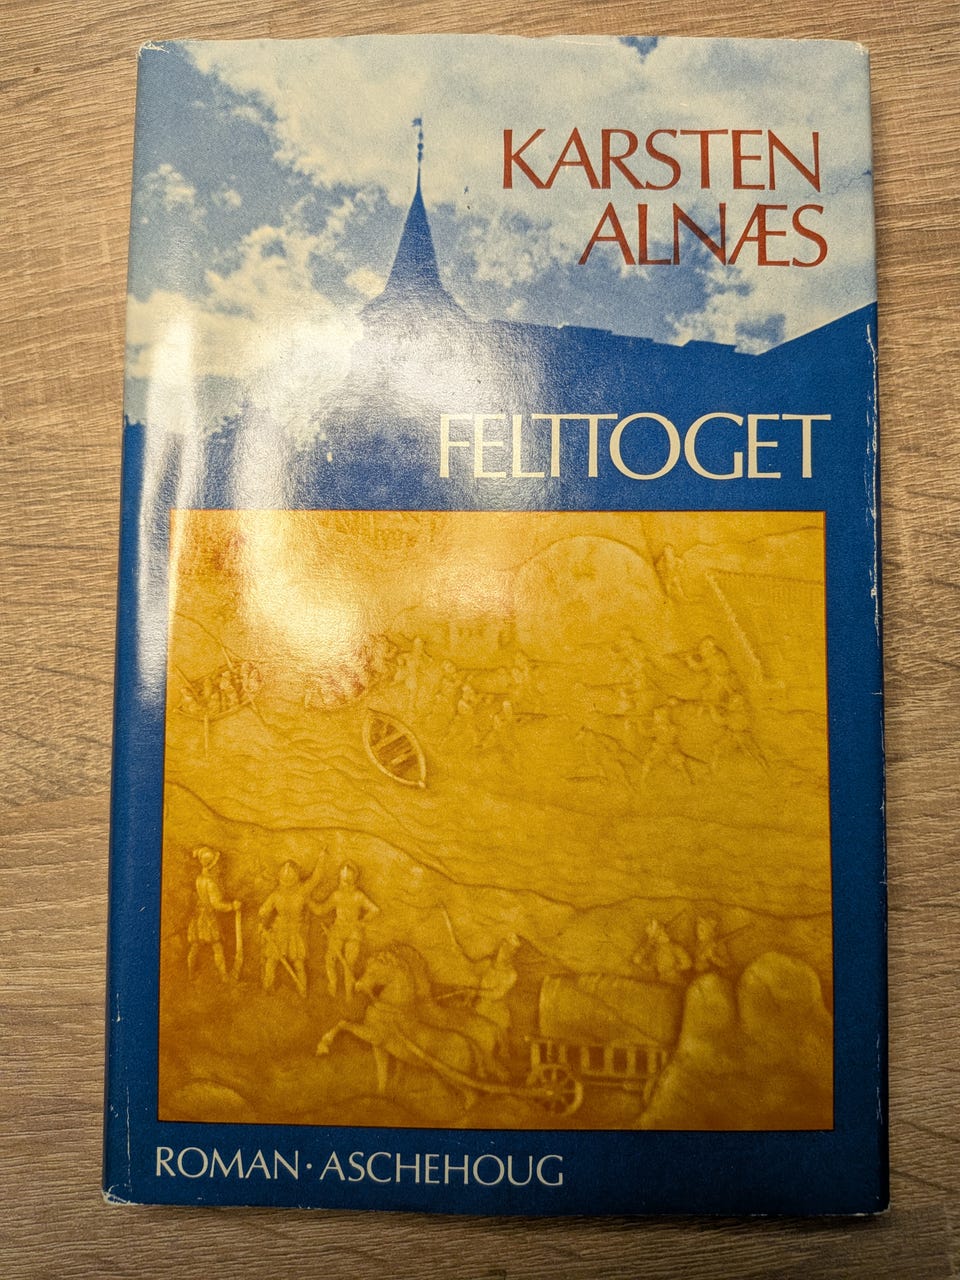 KARSTEN
ALNÆS
FELTTOGET
ROMAN · ASCHEHOUG